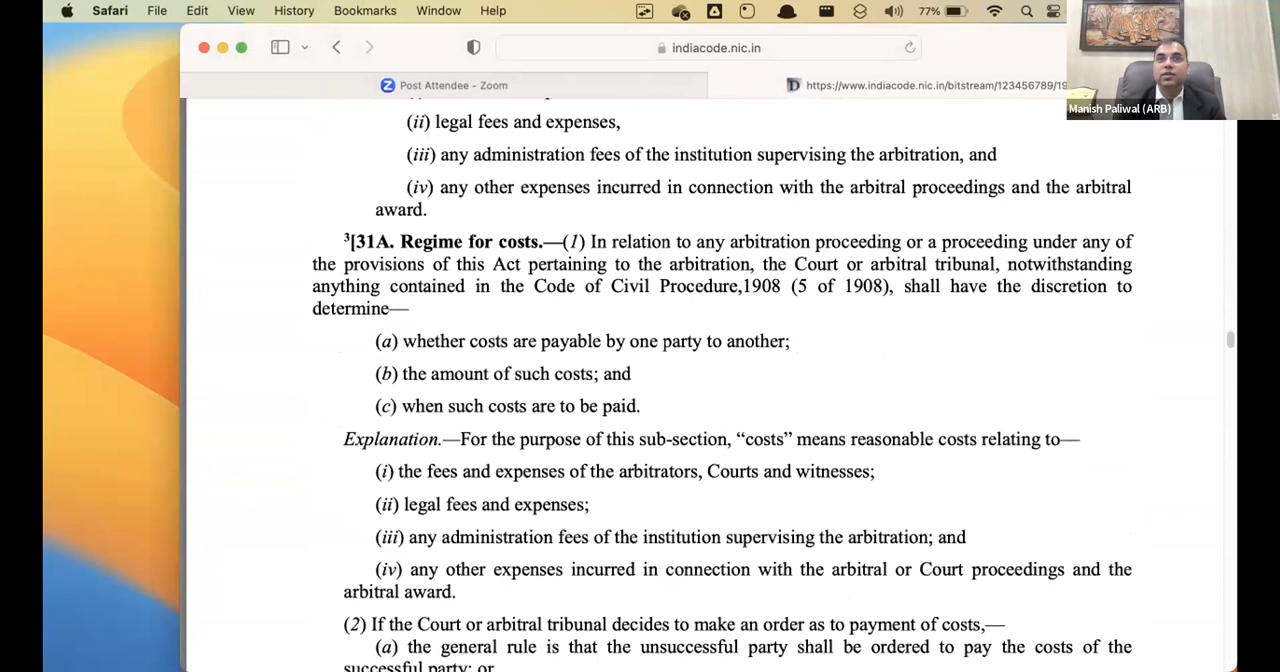 Safari File Edit View History Bookmarks Window Help 77%
indiacode.nic.in
Post Attendee - Zoom
https://www.indiacode.nic.in/bitstream/123456789/19
Manish Paliwal (ARB)
(ii) legal fees and expenses,
(iii) any administration fees of the institution supervising the arbitration, and
(iv) any other expenses incurred in connection with the arbitral proceedings and the arbitral
award.
3[31A. Regime for costs.—(1) In relation to any arbitration proceeding or a proceeding under any of
the provisions of this Act pertaining to the arbitration, the Court or arbitral tribunal, notwithstanding
anything contained in the Code of Civil Procedure,1908 (5 of 1908), shall have the discretion to
determine—
(a) whether costs are payable by one party to another;
(b) the amount of such costs; and
(c) when such costs are to be paid.
Explanation.—For the purpose of this sub-section, “costs” means reasonable costs relating to—
(i) the fees and expenses of the arbitrators, Courts and witnesses;
(ii) legal fees and expenses;
(iii) any administration fees of the institution supervising the arbitration; and
(iv) any other expenses incurred in connection with the arbitral or Court proceedings and the
arbitral award.
(2) If the Court or arbitral tribunal decides to make an order as to payment of costs,—
(a) the general rule is that the unsuccessful party shall be ordered to pay the costs of the
successful party; or